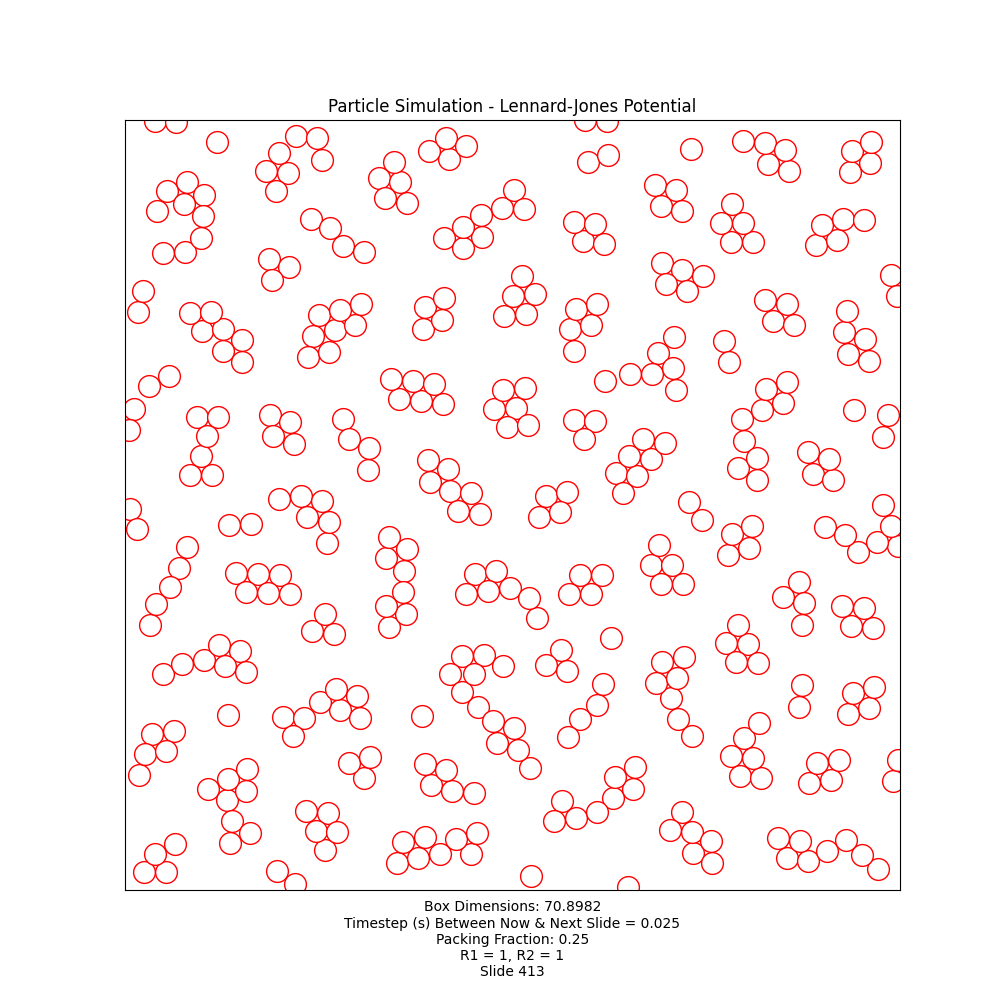 Particle Simulation - Lennard-Jones Potential
Box Dimensions: 70.8982
Timestep (s) Between Now & Next Slide = 0.025
Packing Fraction: 0.25
R1 = 1, R2 = 1
Slide 413